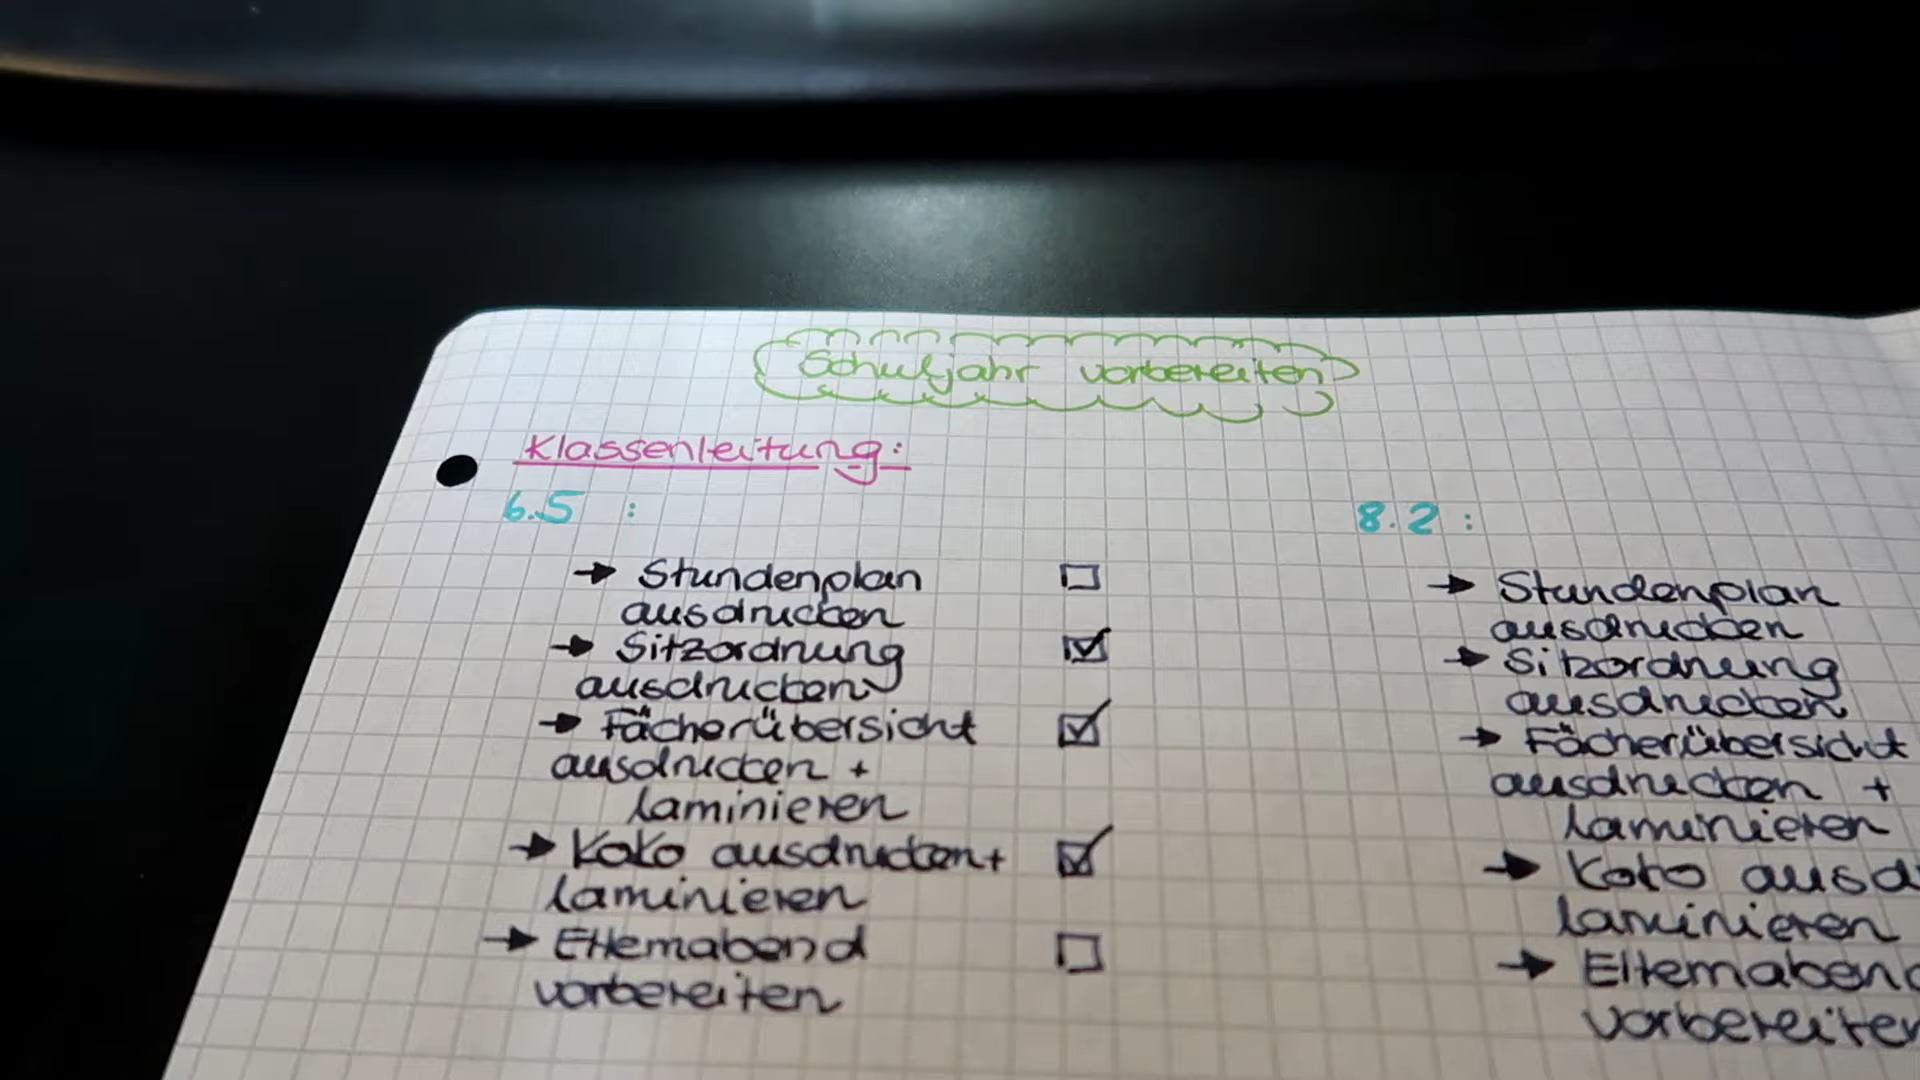 Schuljahr vorbereiten
Klassenleitung:
6.5 :
→ Stundenplan
ausdrucken
→ Sitzordnung
ausdrucken
→ Fächerübersicht
ausdrucken +
laminieren
→ KoKo ausdrucken +
laminieren
→ Elternabend
vorbereiten
8.2 :
→ Stundenplan
ausdrucken
→ Sitzordnung
ausdrucken
→ Fächerübersicht
ausdrucken +
laminieren
→ KoKo ausd
laminieren
→ Elternabend
vorbereiten